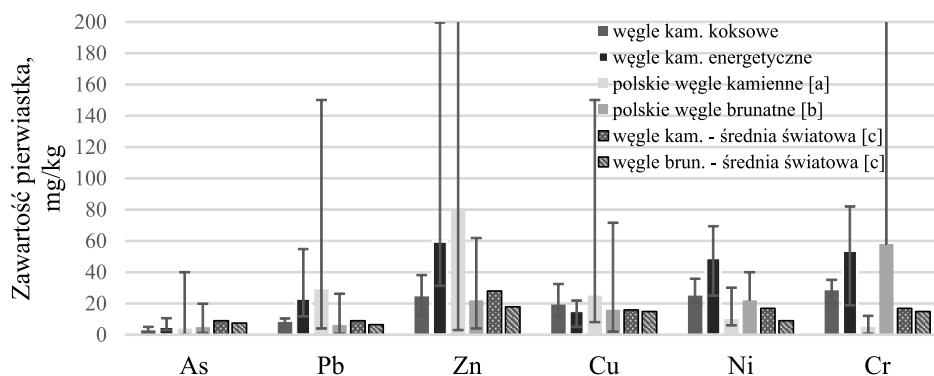 Zawartość pierwiastka,
mg/kg
200
180
160
140
120
100
80
60
40
20
0
węgle kam. koksowe
węgle kam. energetyczne
polskie węgle kamienne [a]
polskie węgle brunatne [b]
węgle kam. - średnia światowa [c]
węgle brun. - średnia światowa [c]
As Pb Zn Cu Ni Cr